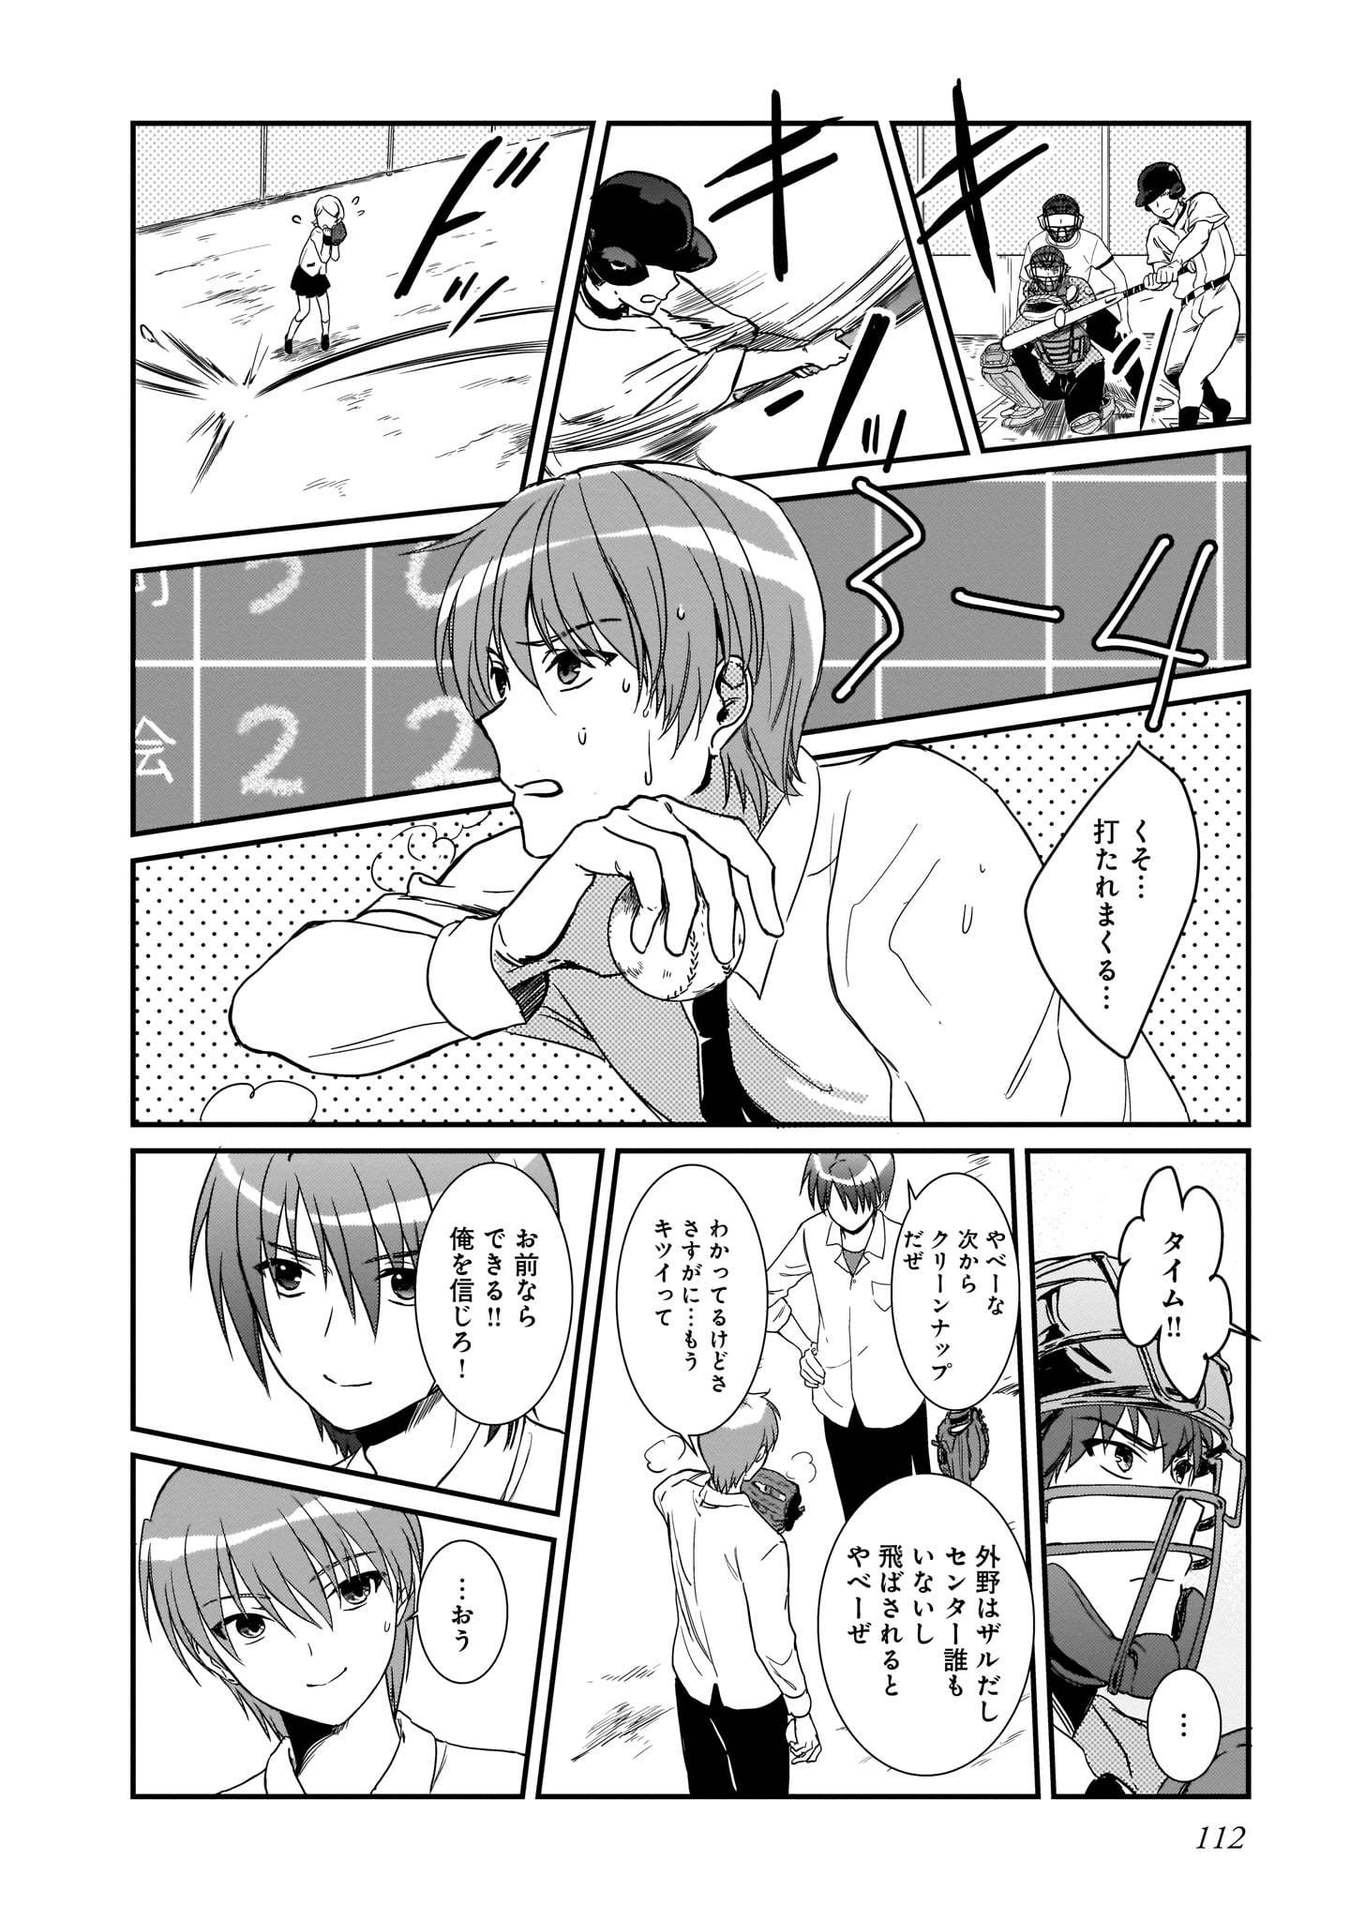 キ
キンッ
ドッ
3-4
う
0
会
2
2
くそ…
打たれまくる…
タイム!!
…
やべーな
次から
クリーンナップ
だぜ
わかってるけどさ
さすがに…もう
キツイって
外野はザルだし
センター誰も
いないし
飛ばされると
やべーぜ
お前なら
できる!!
俺を信じろ!
…おう
112